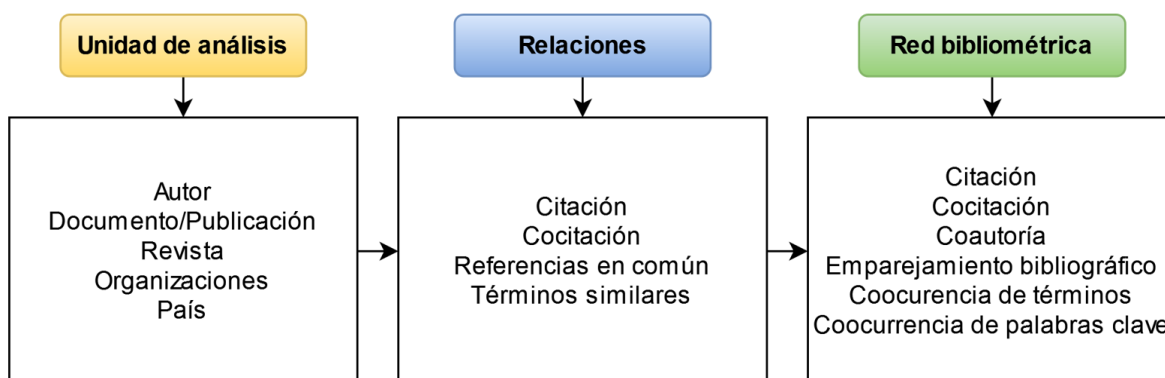 Unidad de análisis
Relaciones
Red bibliométrica
Autor
Documento/Publicación
Revista
Organizaciones
País
Citación
Cocitación
Referencias en común
Términos similares
Citación
Cocitación
Coautoría
Emparejamiento bibliográfico
Coocurencia de términos
Coocurrencia de palabras clave